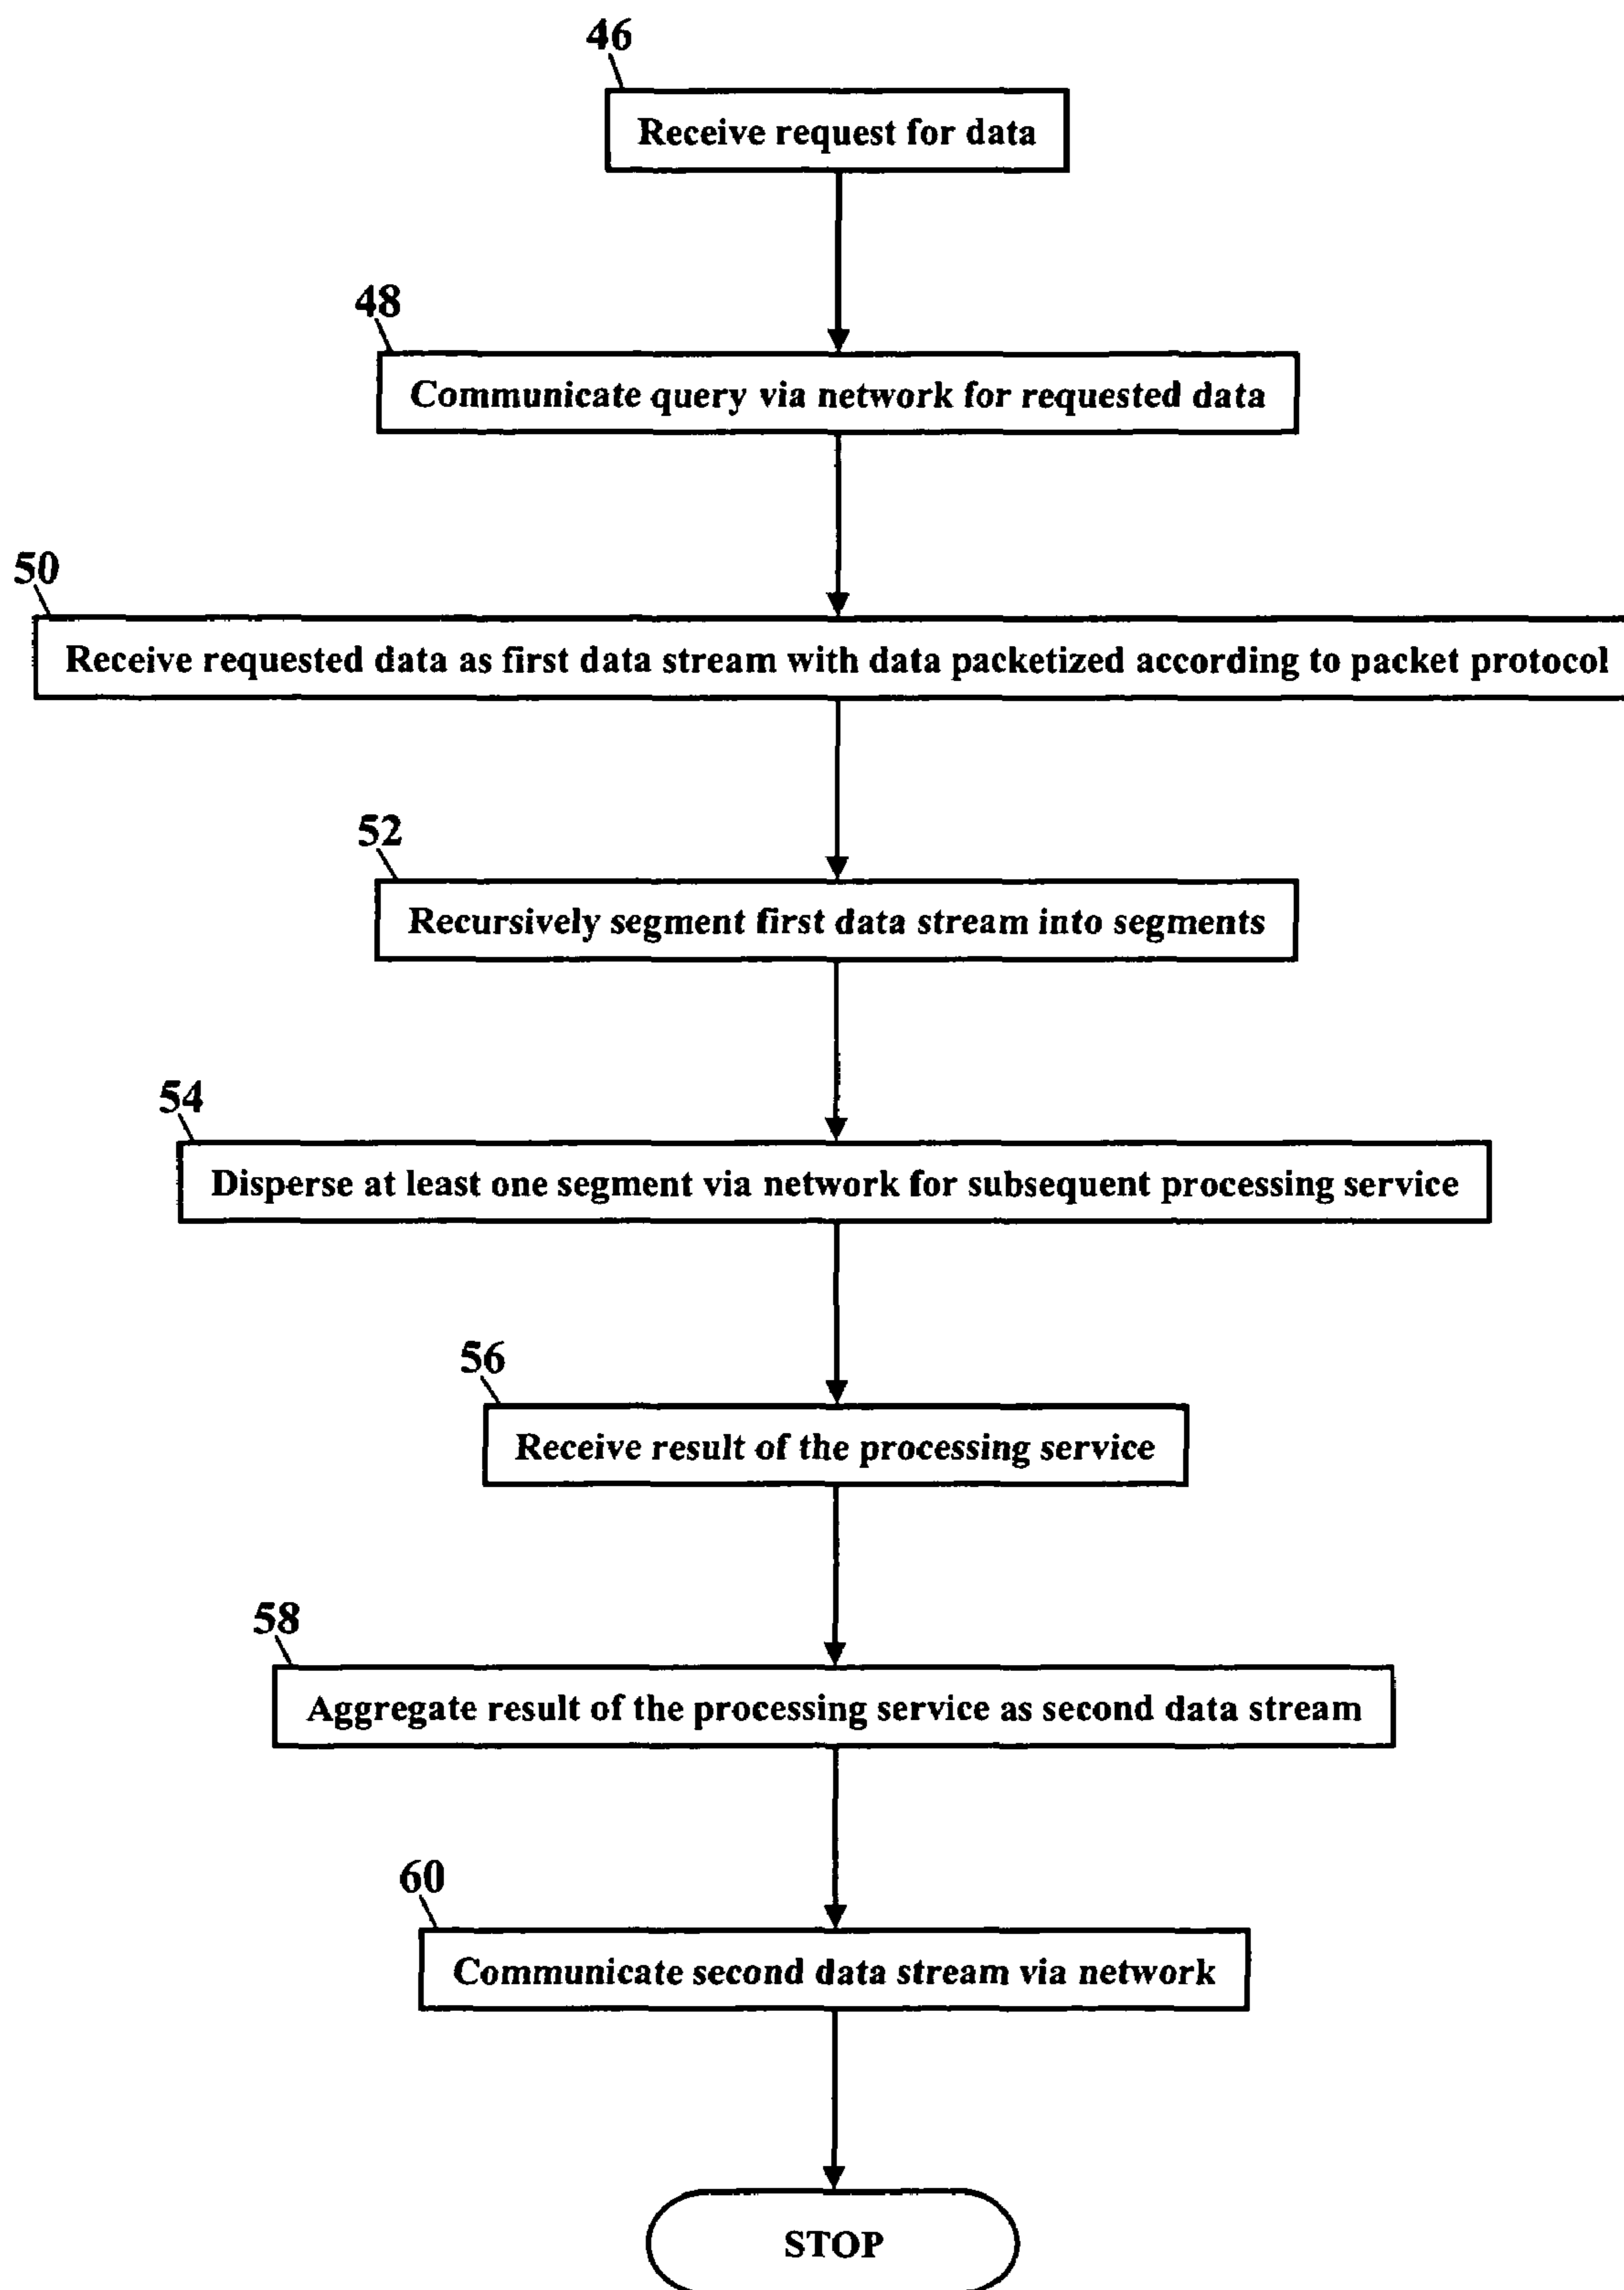 46
Receive request for data
48
Communicate query via network for requested data
50
Receive requested data as first data stream with data packetized according to packet protocol
52
Recursively segment first data stream into segments
54
Disperse at least one segment via network for subsequent processing service
56
Receive result of the processing service
58
Aggregate result of the processing service as second data stream
60
Communicate second data stream via network
STOP